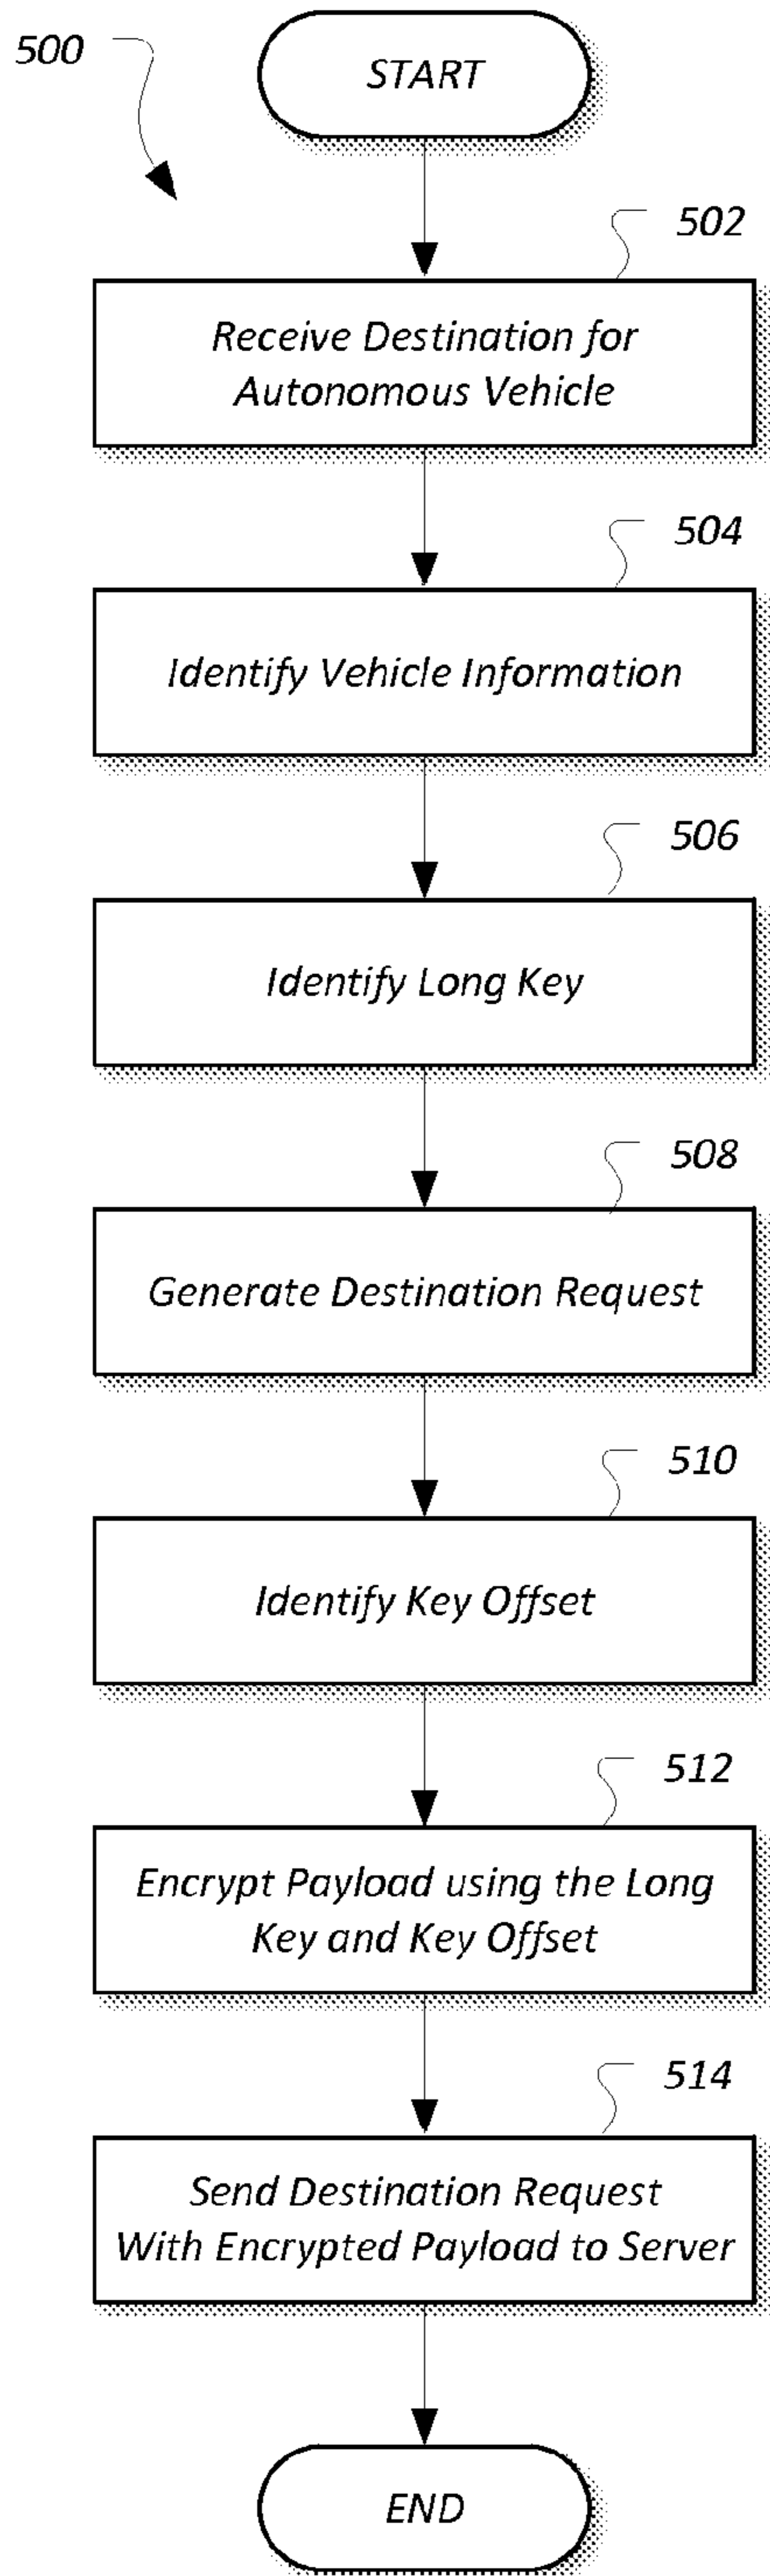 500
START
502
Receive Destination for
Autonomous Vehicle
504
Identify Vehicle Information
506
Identify Long Key
508
Generate Destination Request
510
Identify Key Offset
512
Encrypt Payload using the Long
Key and Key Offset
514
Send Destination Request
With Encrypted Payload to Server
END